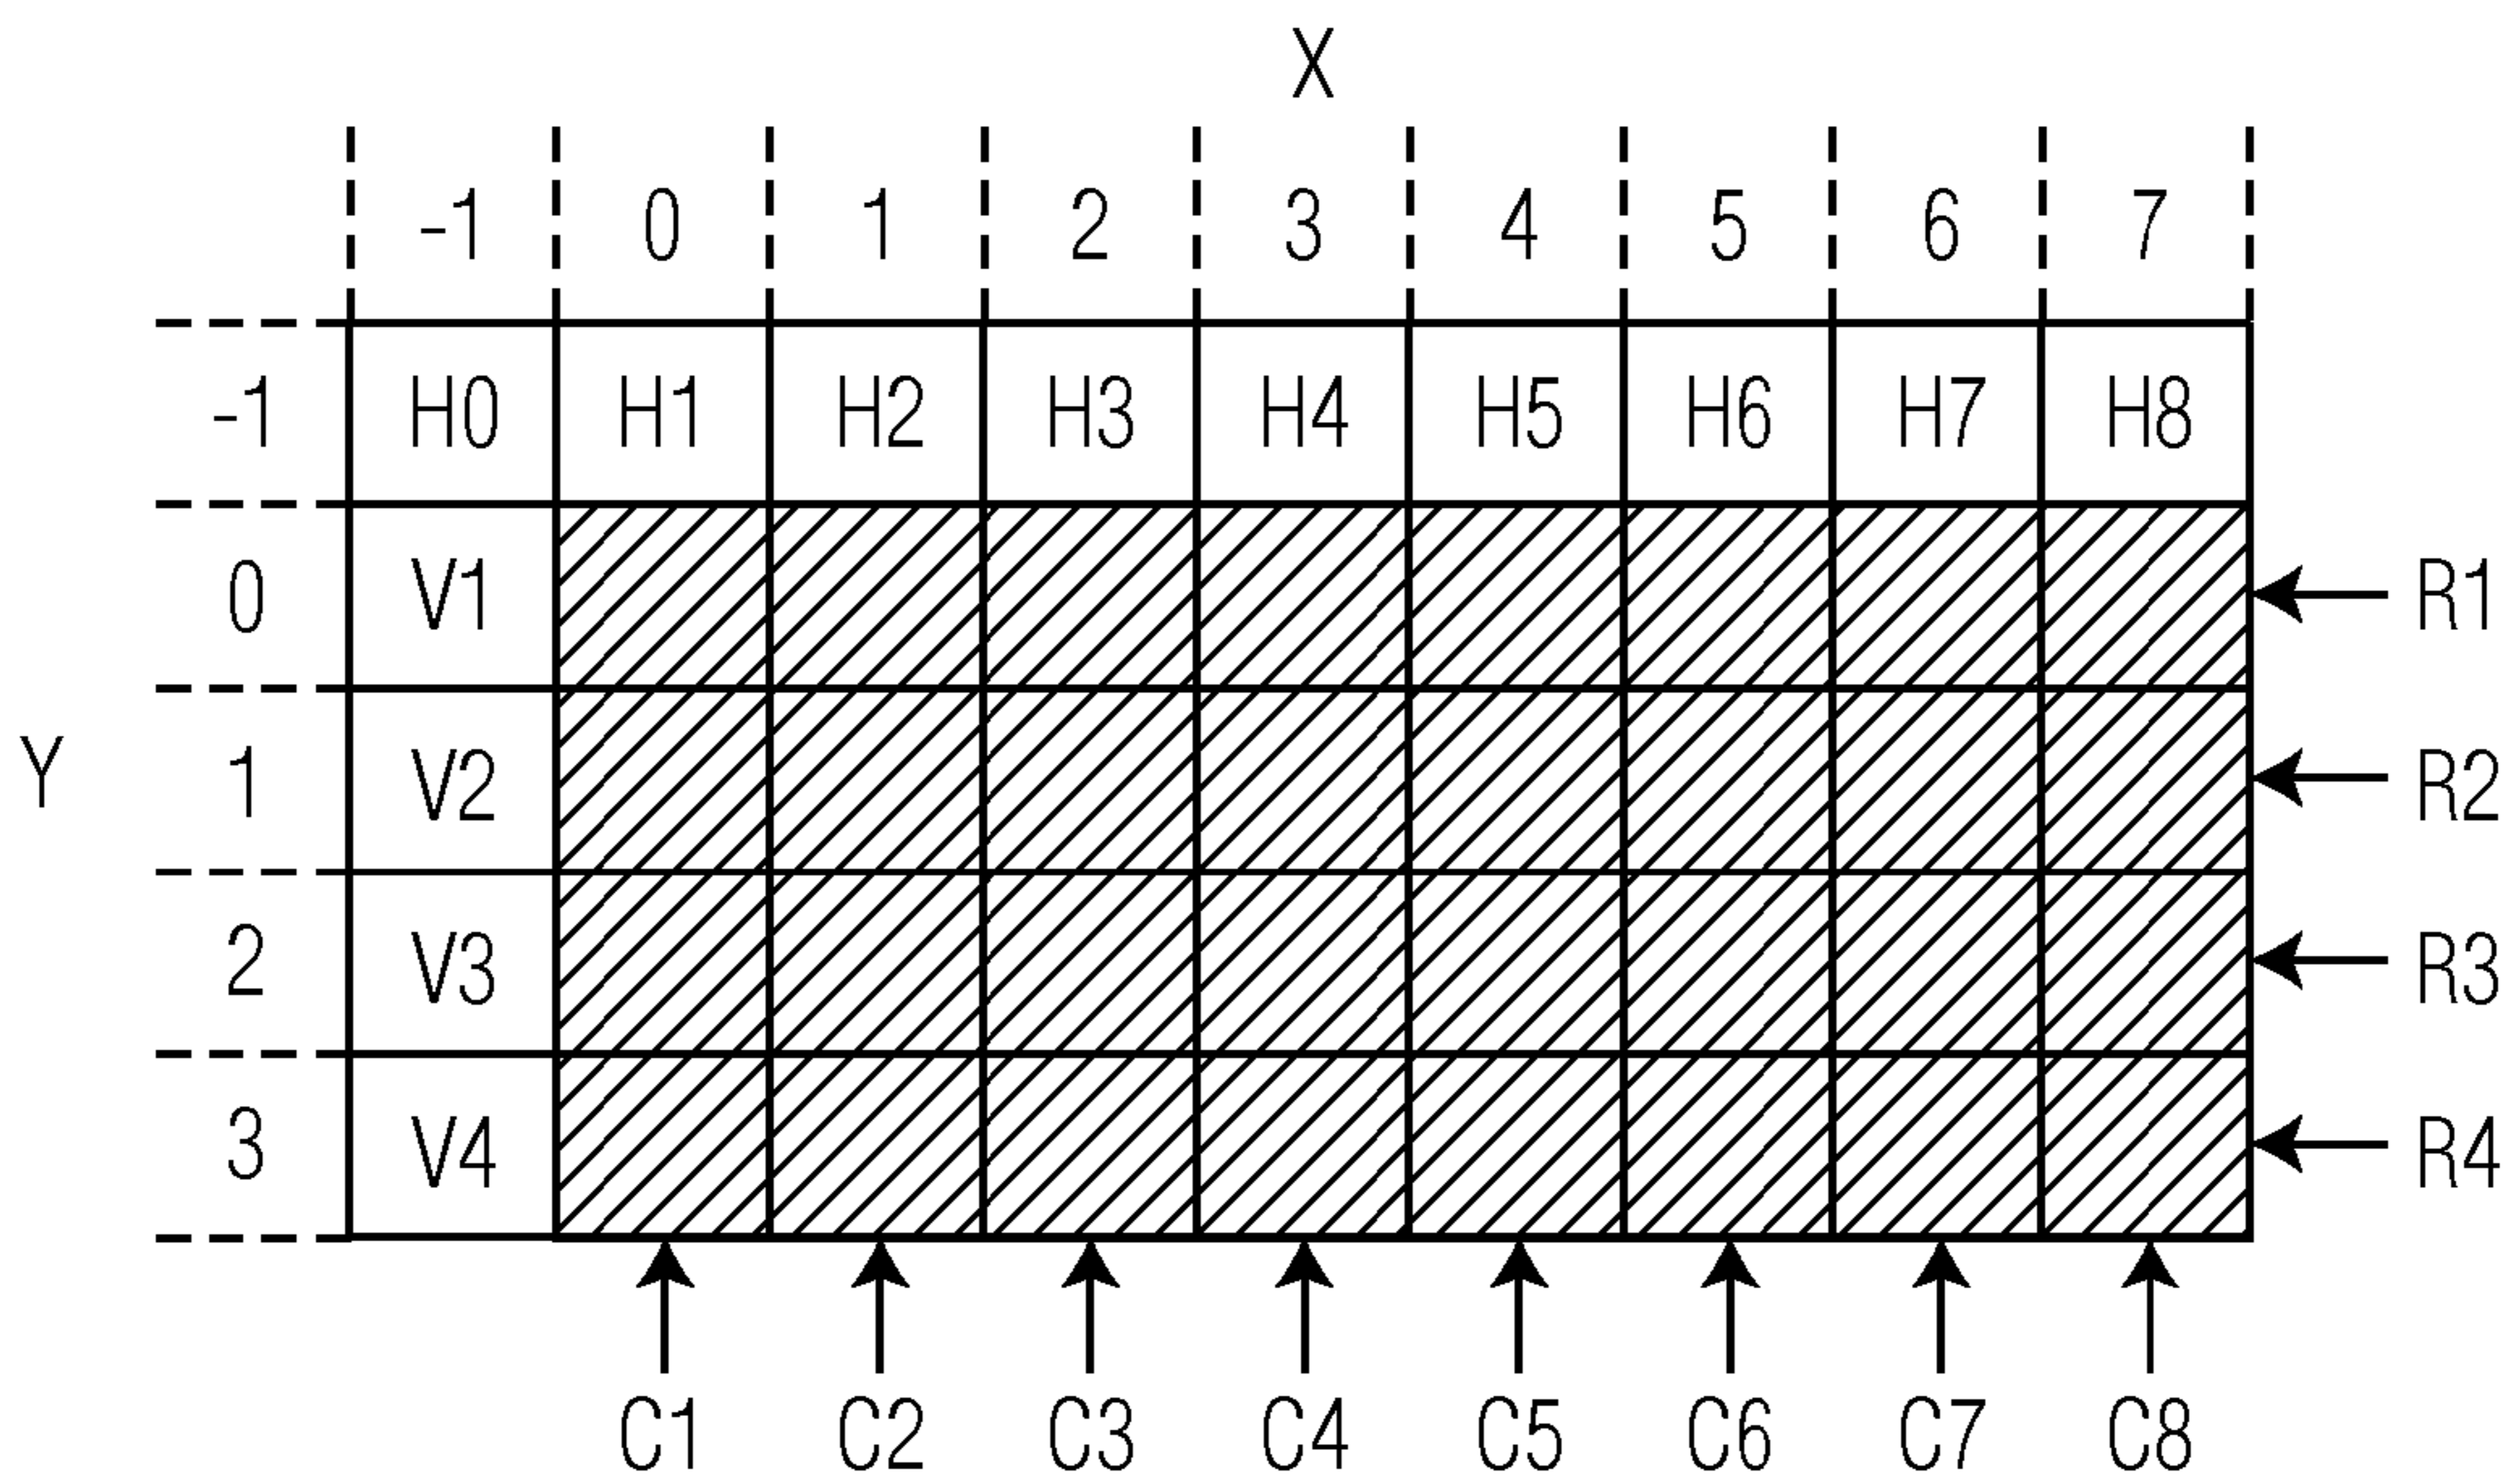 X
-1 0 1 2 3 4 5 6 7
-1 H0 H1 H2 H3 H4 H5 H6 H7 H8
0 V1 R1
Y 1 V2 R2
2 V3 R3
3 V4 R4
C1 C2 C3 C4 C5 C6 C7 C8